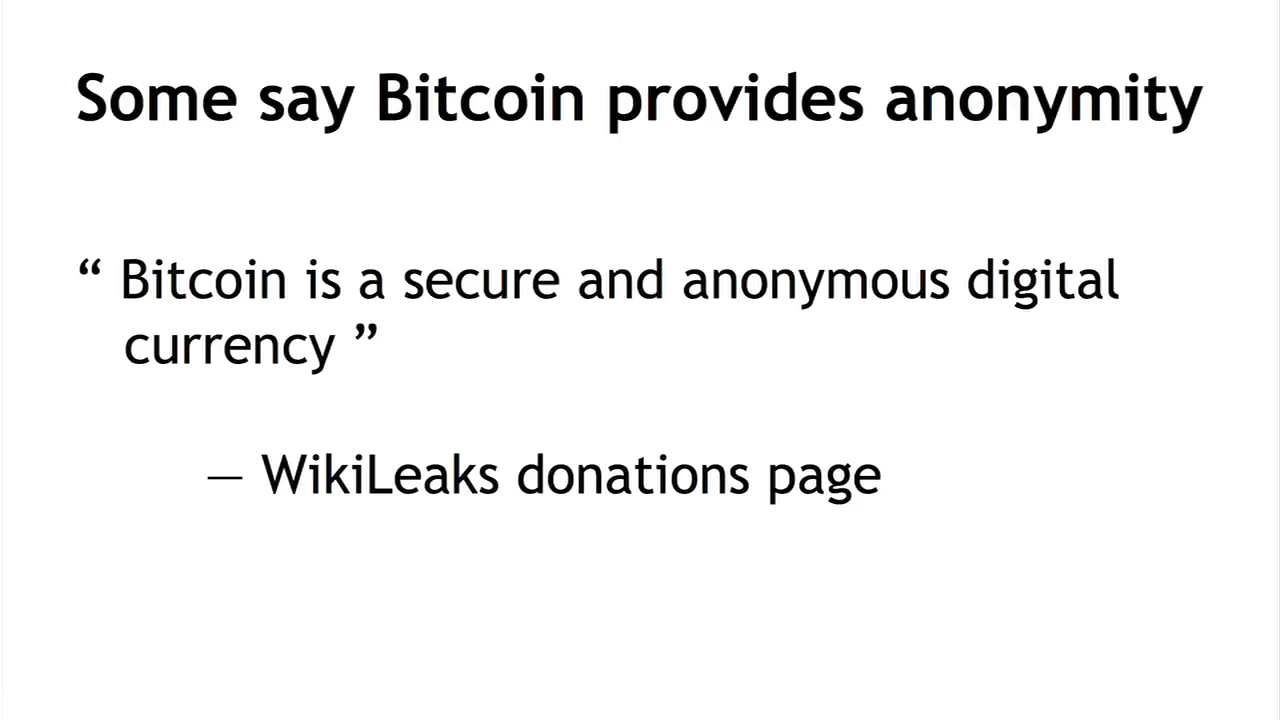 Some say Bitcoin provides anonymity
“ Bitcoin is a secure and anonymous digital
currency ”
— WikiLeaks donations page